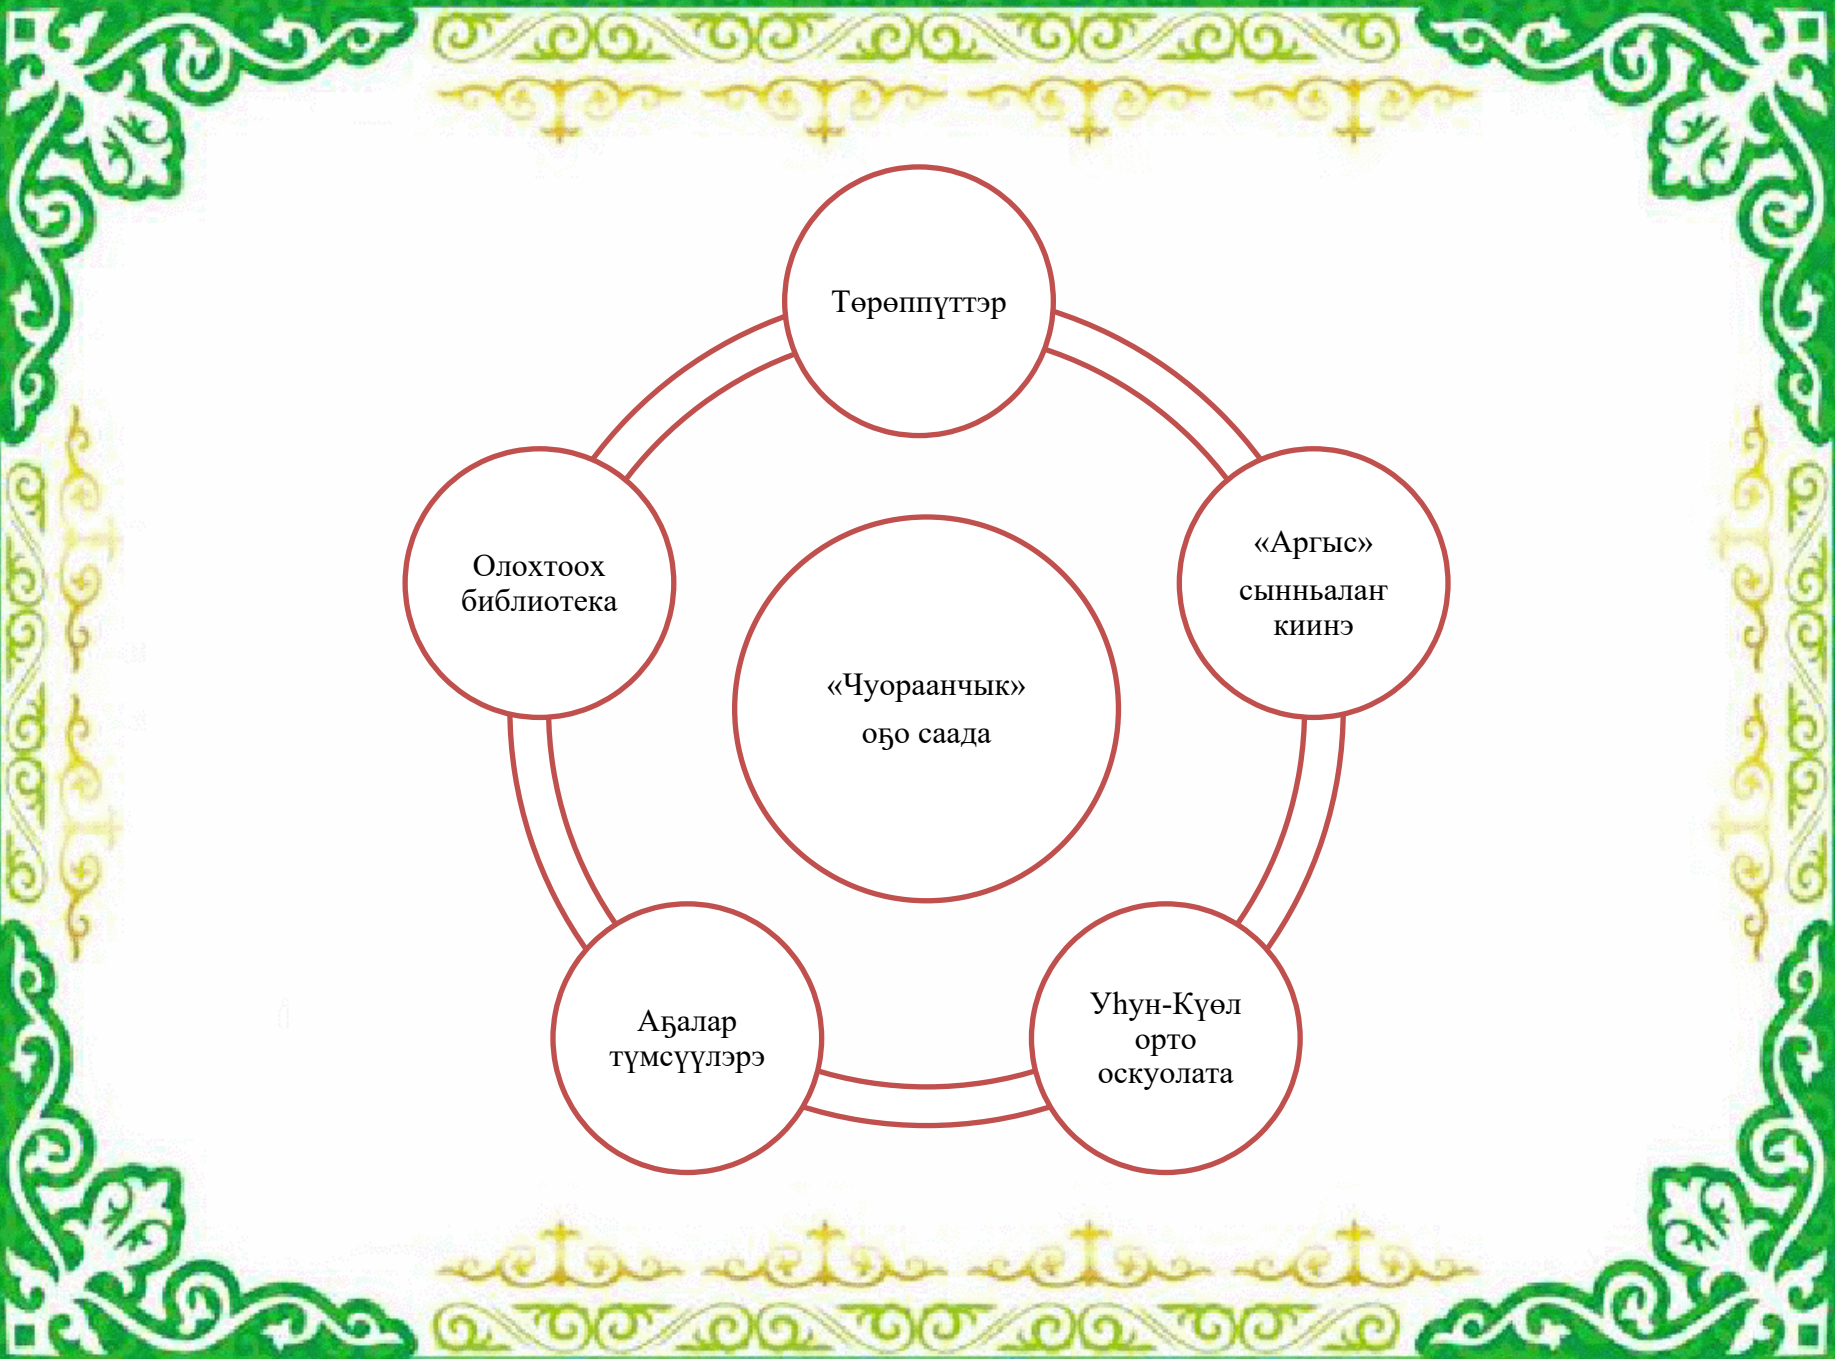 Төрөппүттэр
«Аргыс»
сынньалаҥ
киинэ
Уһун-Күөл
орто
оскуолата
Аҕалар
түмсүүлэрэ
Олохтоох
библиотека
«Чуораанчык»
оҕо саада